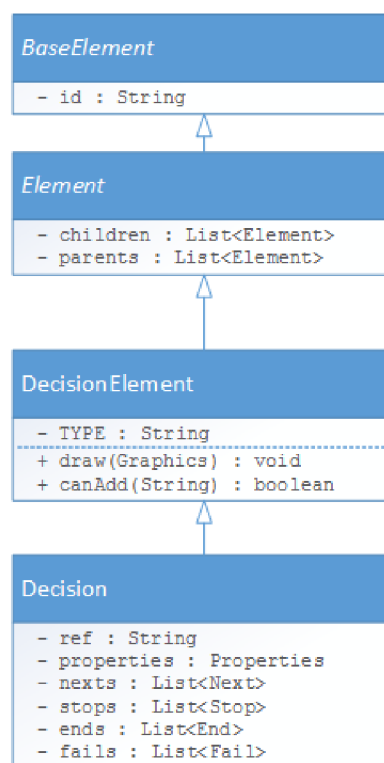 BaseElement
- id : String
Element
- children : List<Element>
- parents : List<Element>
DecisionElement
- TYPE : String
+ draw(Graphics) : void
+ canAdd(String) : boolean
Decision
- ref : String
- properties : Properties
- nexts : List<Next>
- stops : List<Stop>
- ends : List<End>
- fails : List<Fail>